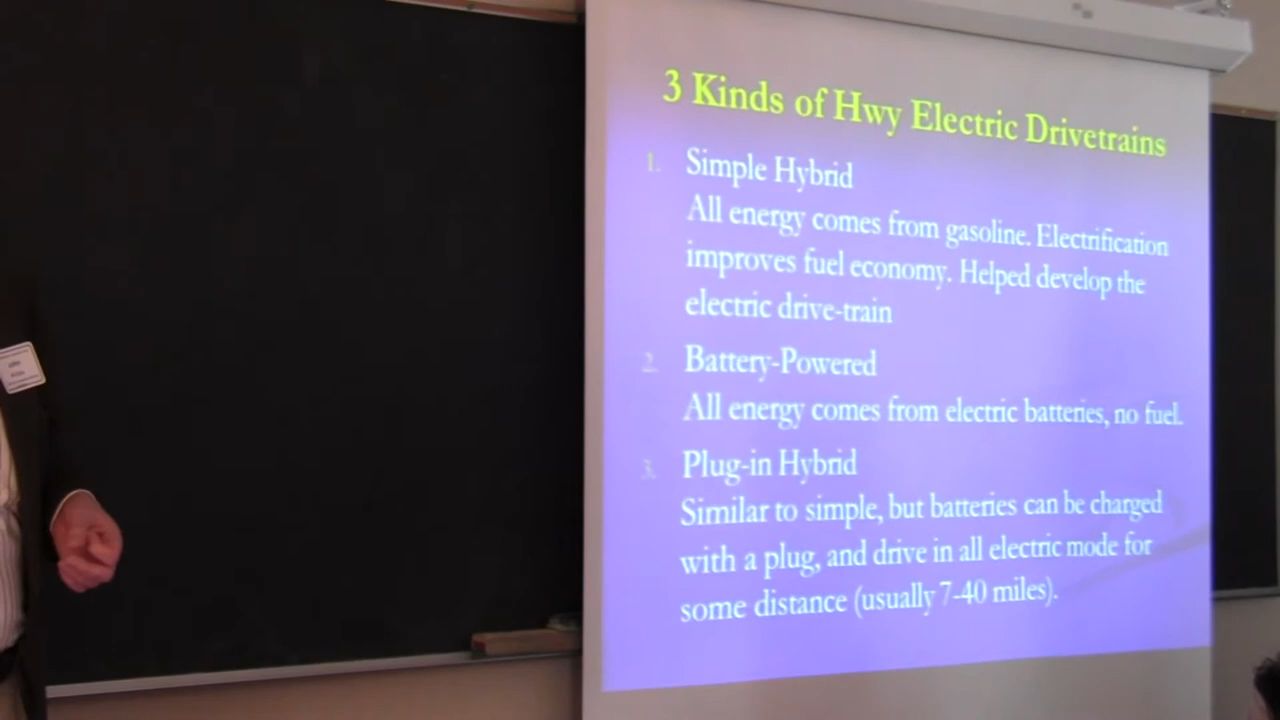 3 Kinds of Hwy Electric Drivetrains
1. Simple Hybrid
All energy comes from gasoline. Electrification
improves fuel economy. Helped develop the
electric drive-train
2. Battery-Powered
All energy comes from electric batteries, no fuel.
3. Plug-in Hybrid
Similar to simple, but batteries can be charged
with a plug, and drive in all electric mode for
some distance (usually 7-40 miles).